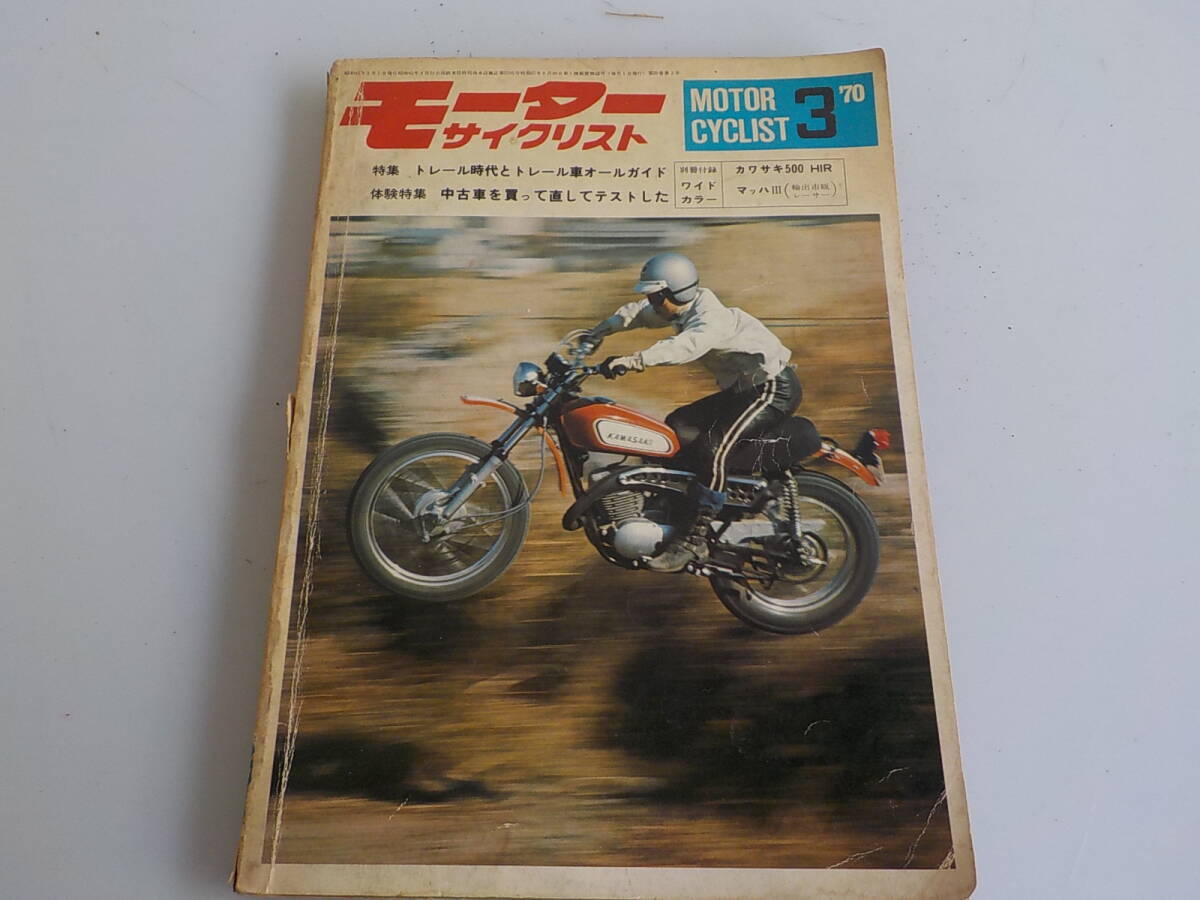 モーター
サイクリスト
MOTOR
CYCLIST
3
'70
特集 トレール時代とトレール車オールガイド
体験特集 中古車を買って直してテストした
別冊付録
ワイド
カラー
カワサキ500 HIR
マッハIII(輸出市販レーサー)
KAWASAKI